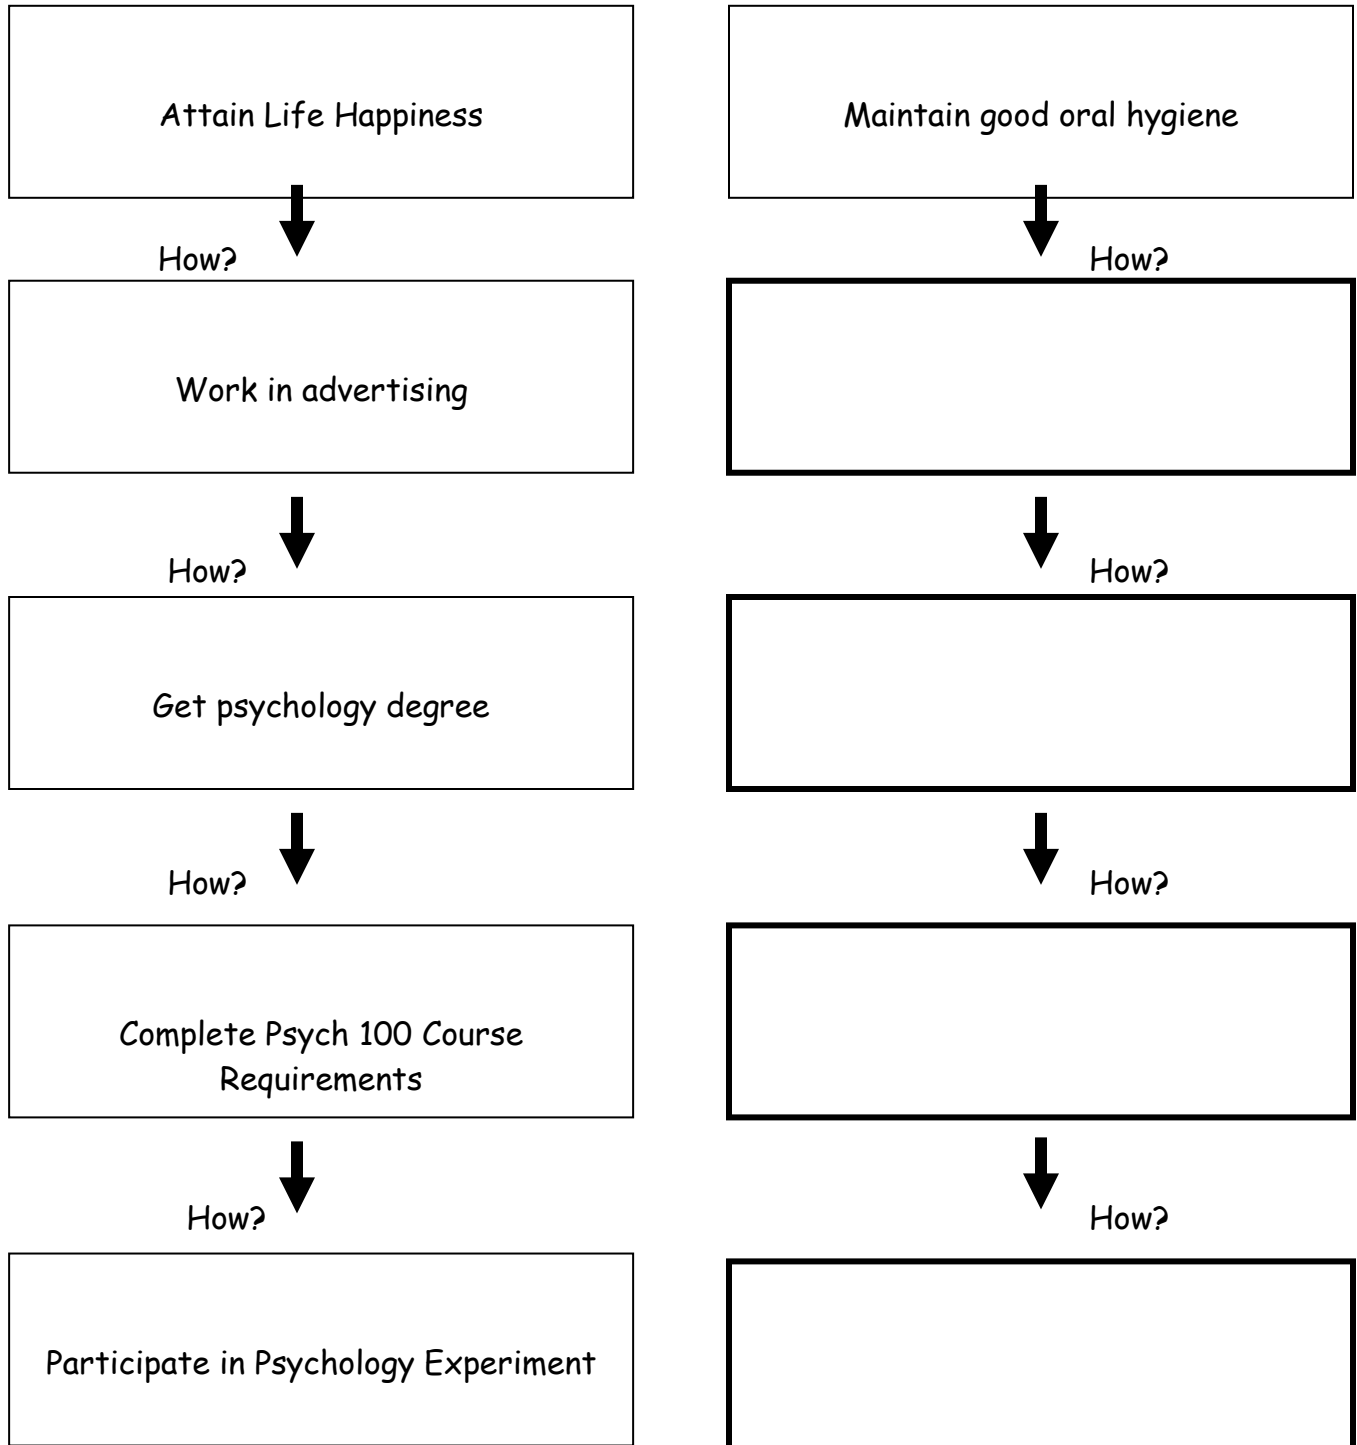 Attain Life Happiness
Maintain good oral hygiene
How?
How?
Work in advertising
How?
How?
Get psychology degree
How?
How?
Complete Psych 100 Course
Requirements
How?
How?
Participate in Psychology Experiment